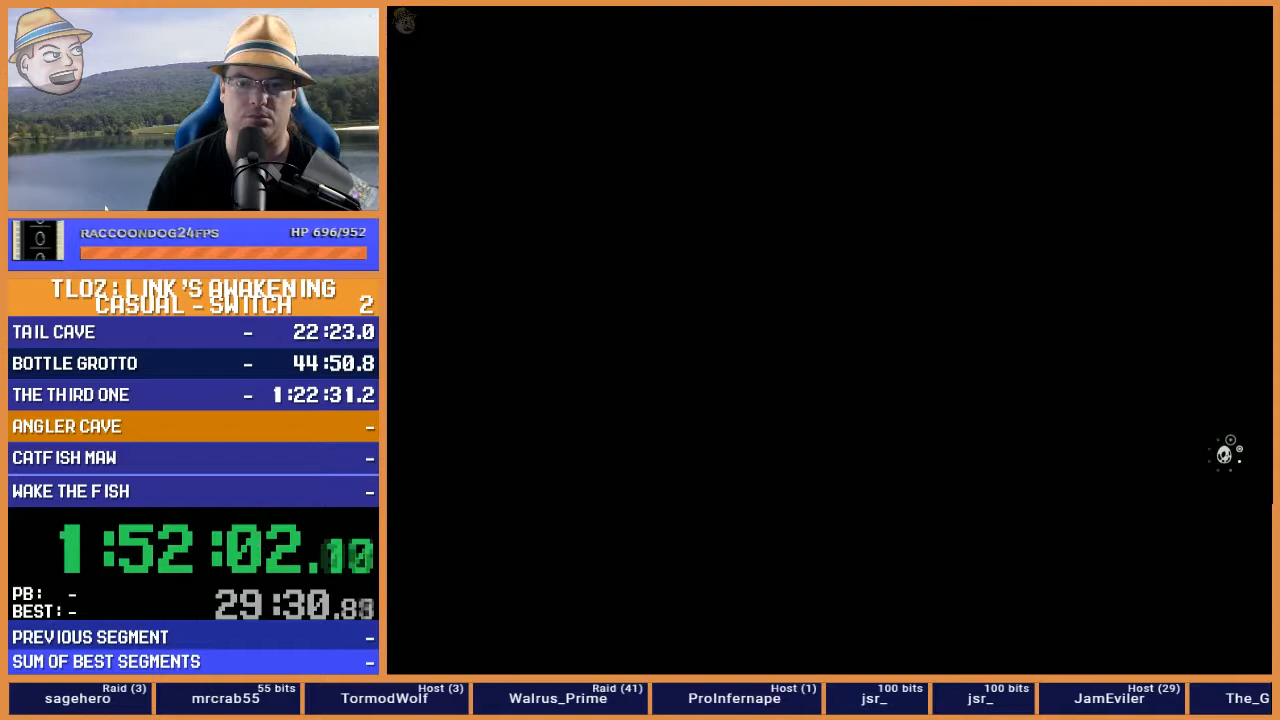 RACCOONDOG24FPS HP 696/952
0
TLOZ: LINK'S AWAKENING
CASUAL - SWITCH 2
TAIL CAVE - 22:23.0
BOTTLE GROTTO - 44:50.8
THE THIRD ONE - 1:22:31.2
ANGLER CAVE -
CATFISH MAW -
WAKE THE FISH -
1:52:02.10
PB: -
BEST: - 29:30.88
PREVIOUS SEGMENT -
SUM OF BEST SEGMENTS -
Raid (3) 55 bits Host (3) Raid (41) Host (1) 100 bits 100 bits Host (29)
sagehero mrcrab55 TormodWolf Walrus_Prime ProInfernape jsr_ jsr_ JamEviler The_G